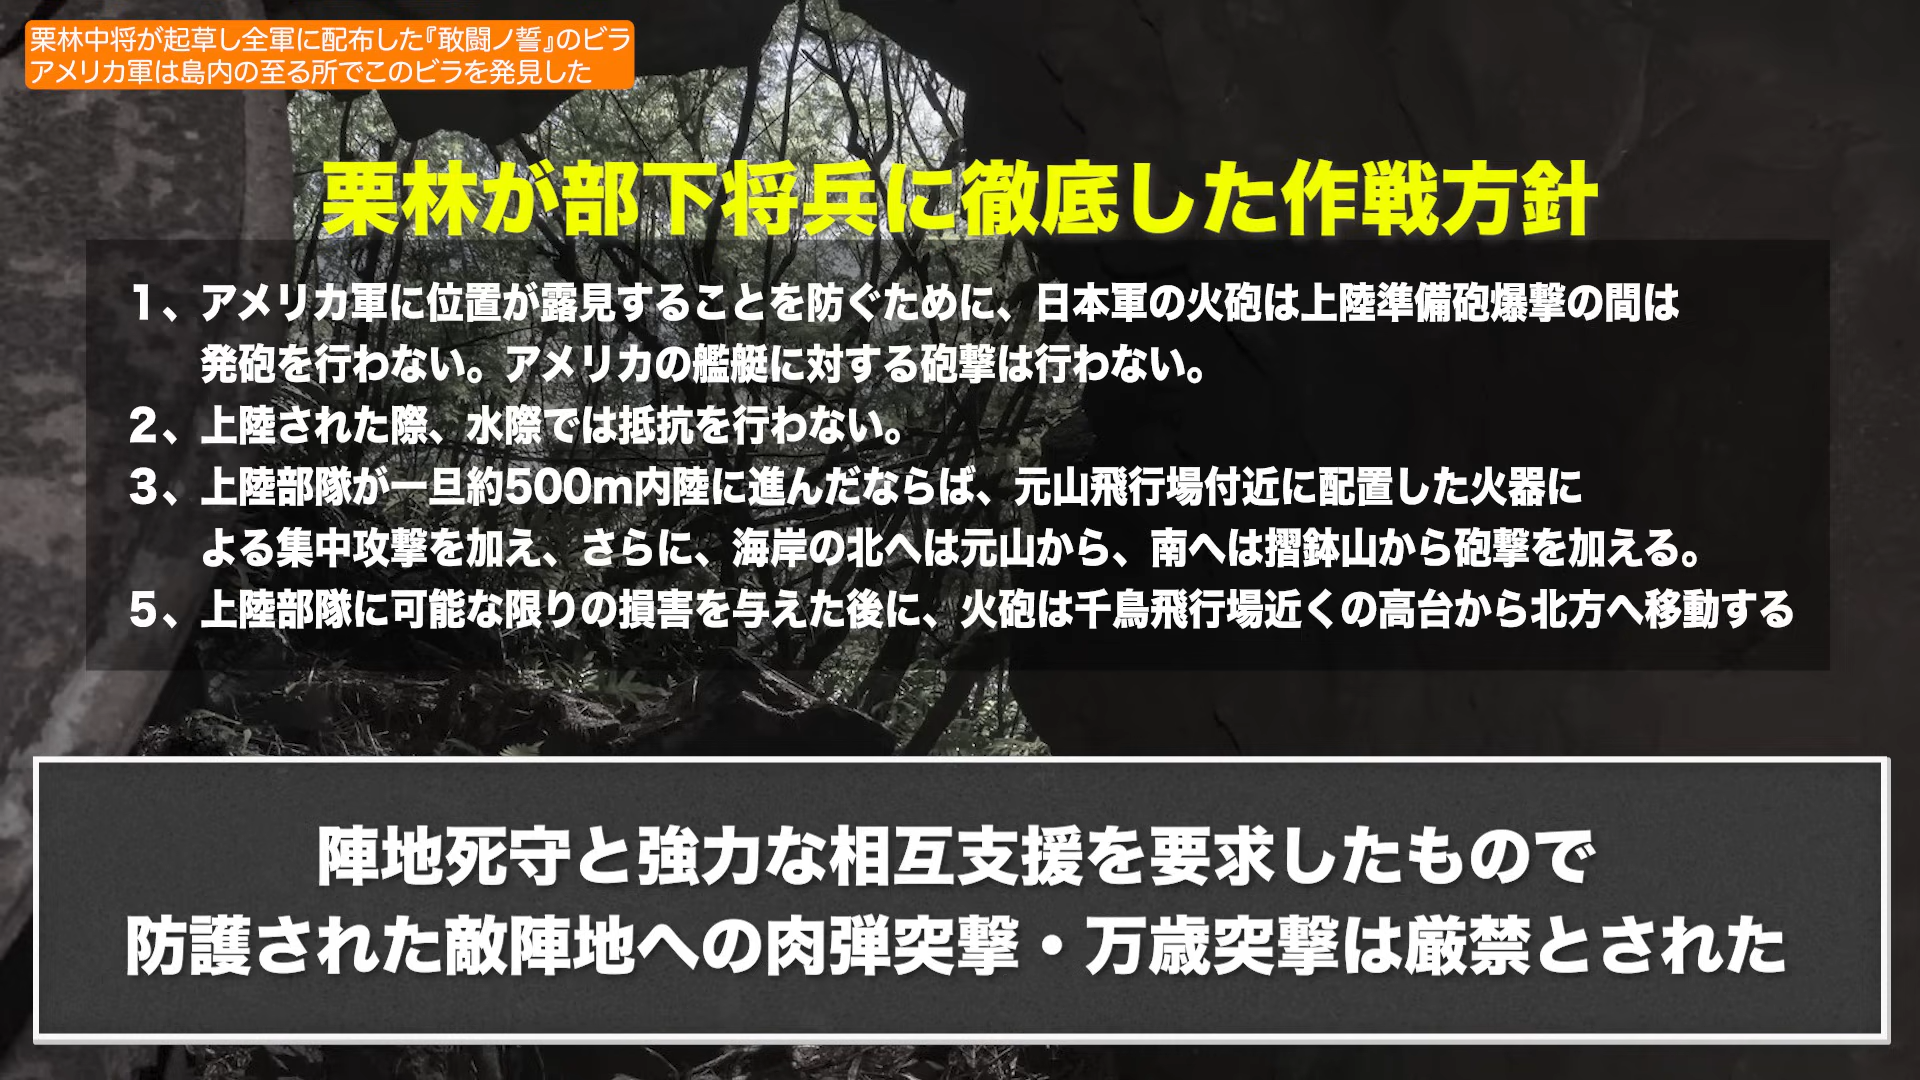 栗林中将が起草し全軍に配布した『敢闘ノ誓』のビラ
アメリカ軍は島内の至る所でこのビラを発見した
栗林が部下将兵に徹底した作戦方針
１、アメリカ軍に位置が露見することを防ぐために、日本軍の火砲は上陸準備砲爆撃の間は
発砲を行わない。アメリカの艦艇に対する砲撃は行わない。
２、上陸された際、水際では抵抗を行わない。
３、上陸部隊が一旦約500m内陸に進んだならば、元山飛行場付近に配置した火器に
よる集中攻撃を加え、さらに、海岸の北へは元山から、南へは摺鉢山から砲撃を加える。
５、上陸部隊に可能な限りの損害を与えた後に、火砲は千鳥飛行場近くの高台から北方へ移動する
陣地死守と強力な相互支援を要求したもので
防護された敵陣地への肉弾突撃・万歳突撃は厳禁とされた